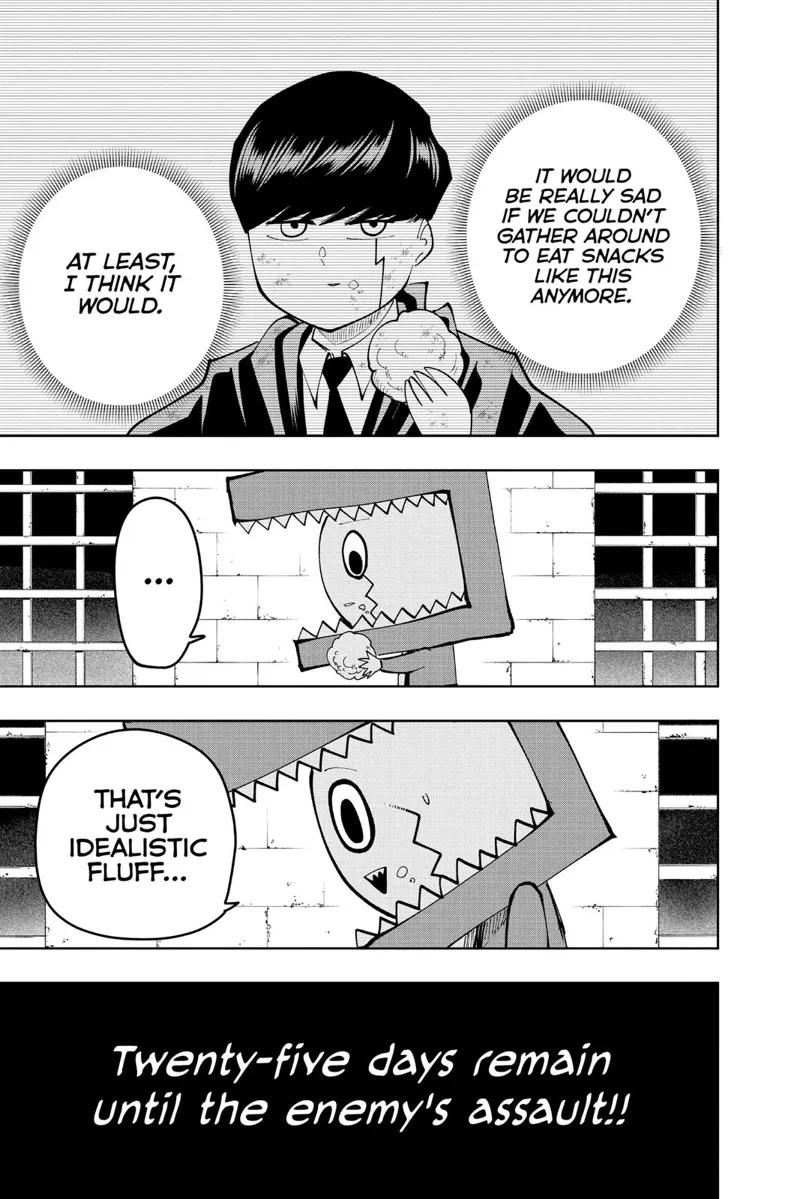 IT WOULD
BE REALLY SAD
IF WE COULDN'T
GATHER AROUND
TO EAT SNACKS
LIKE THIS
ANYMORE.
AT LEAST,
I THINK IT
WOULD.
...
THAT'S
JUST
IDEALISTIC
FLUFF...
Twenty-five days remain
until the enemy's assault!!